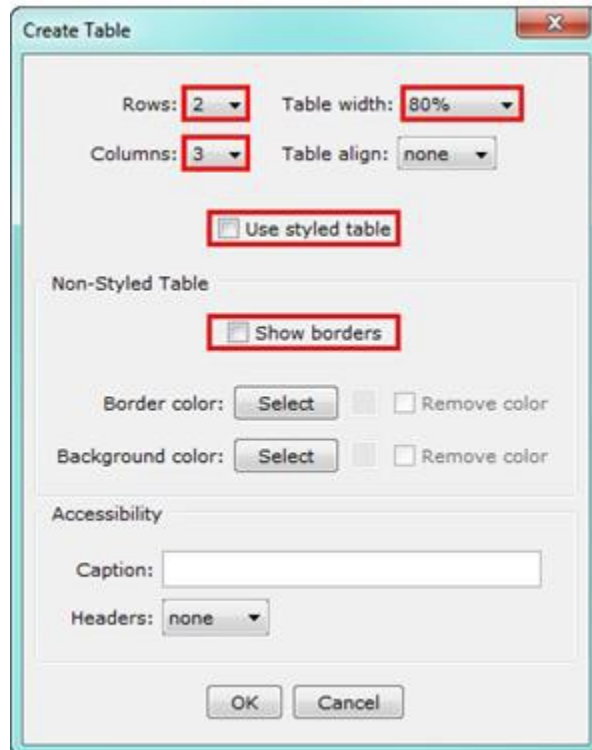 Create Table
Rows: 2 Table width: 80%
Columns: 3 Table align: none
Use styled table
Non-Styled Table
Show borders
Border color: Select Remove color
Background color: Select Remove color
Accessibility
Caption:
Headers: none
OK Cancel